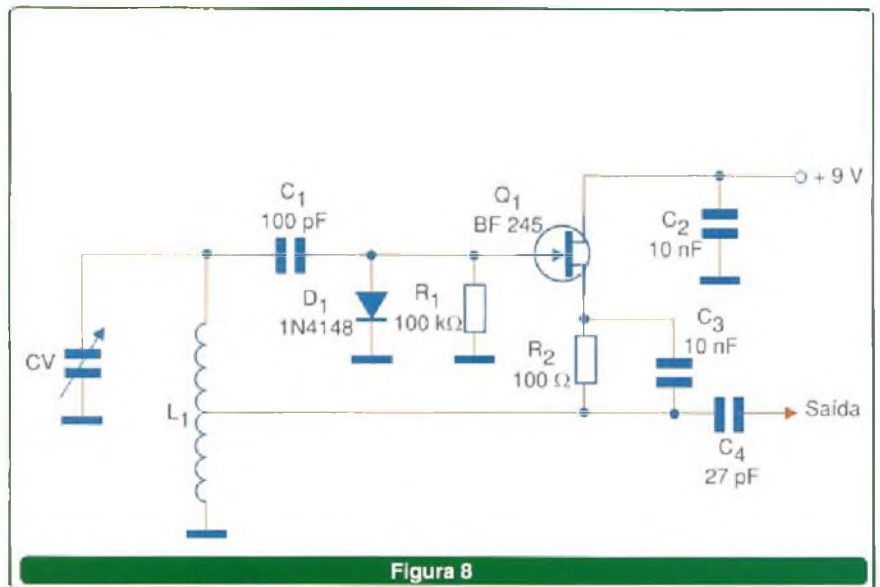 C1
100 pF
Q1
BF 245
+ 9 V
C2
10 nF
D1
1N4148
R1
100 kΩ
C3
10 nF
R2
100 Ω
CV
L1
Saída
C4
27 pF
Figura 8